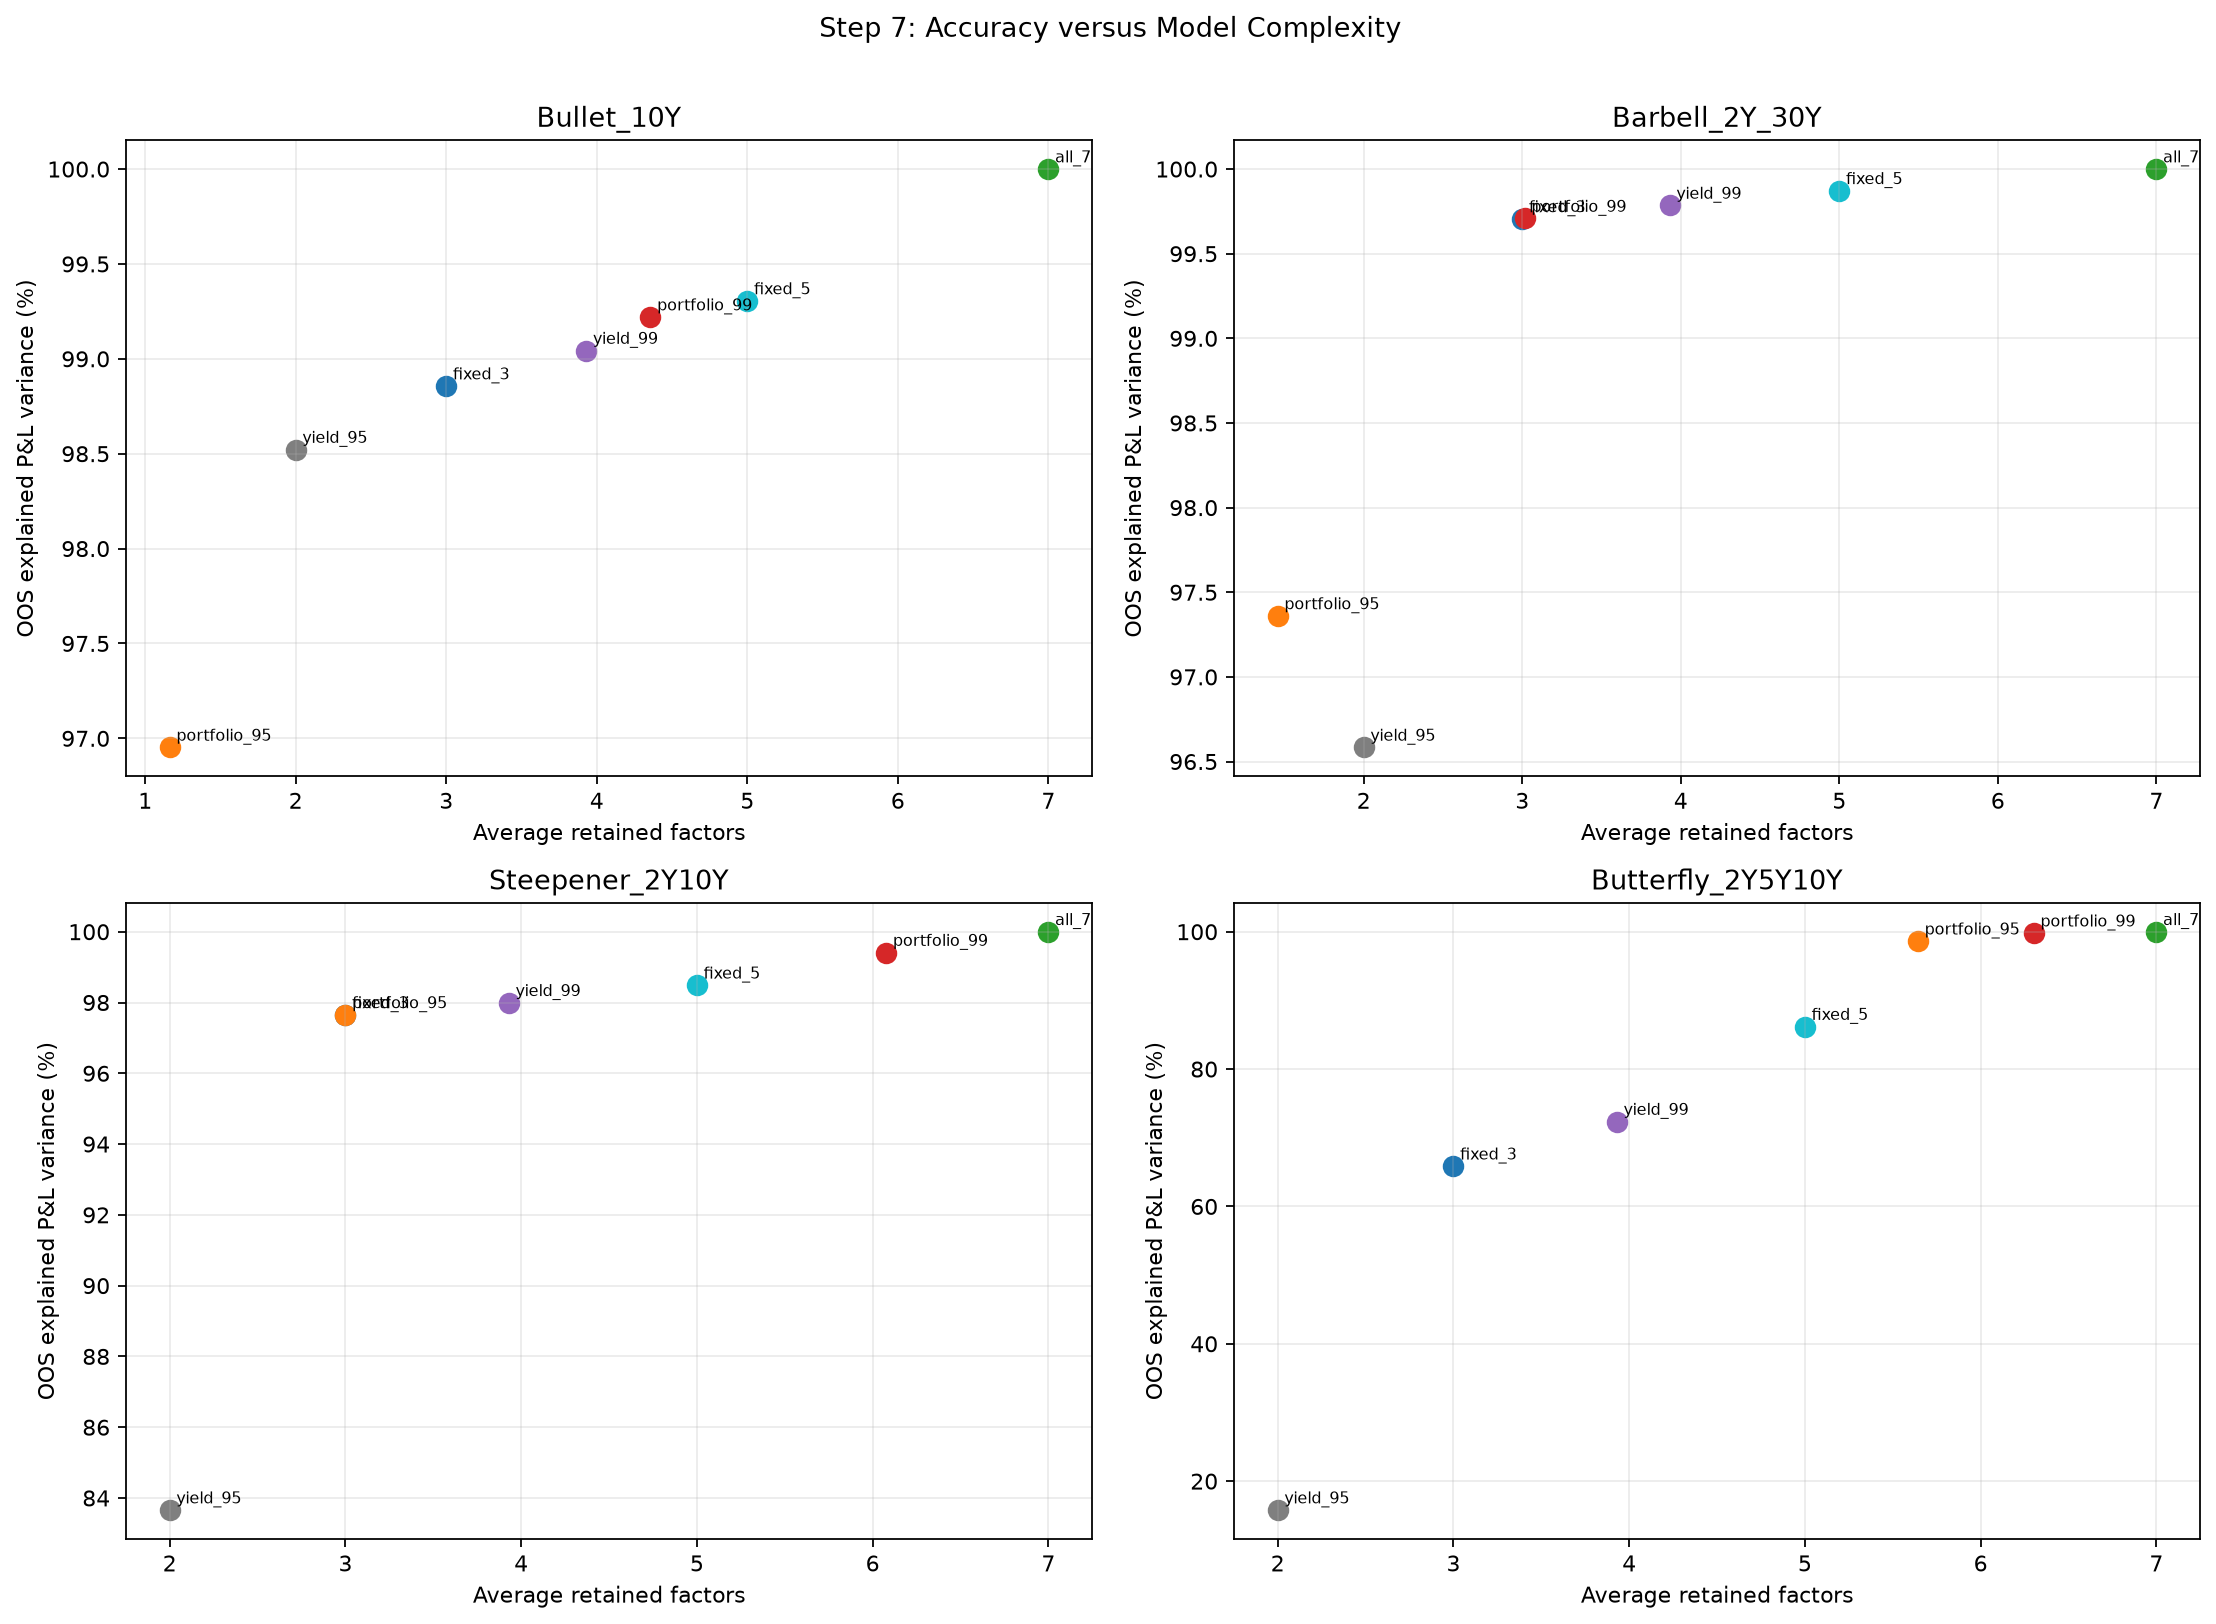 Step 7: Accuracy versus Model Complexity
Bullet_10Y
OOS explained P&L variance (%)
100.0
99.5
99.0
98.5
98.0
97.5
97.0
all_7
fixed_5
portfolio_99
yield_99
fixed_3
yield_95
portfolio_95
1 2 3 4 5 6 7
Average retained factors
Barbell_2Y_30Y
OOS explained P&L variance (%)
100.0
99.5
99.0
98.5
98.0
97.5
97.0
96.5
all_7
fixed_5
yield_99
fixed_3
portfolio_99
portfolio_95
yield_95
2 3 4 5 6 7
Average retained factors
Steepener_2Y10Y
OOS explained P&L variance (%)
100
98
96
94
92
90
88
86
84
all_7
portfolio_99
fixed_5
yield_99
fixed_3
portfolio_95
yield_95
2 3 4 5 6 7
Average retained factors
Butterfly_2Y5Y10Y
OOS explained P&L variance (%)
100
80
60
40
20
all_7
portfolio_99
portfolio_95
fixed_5
yield_99
fixed_3
yield_95
2 3 4 5 6 7
Average retained factors